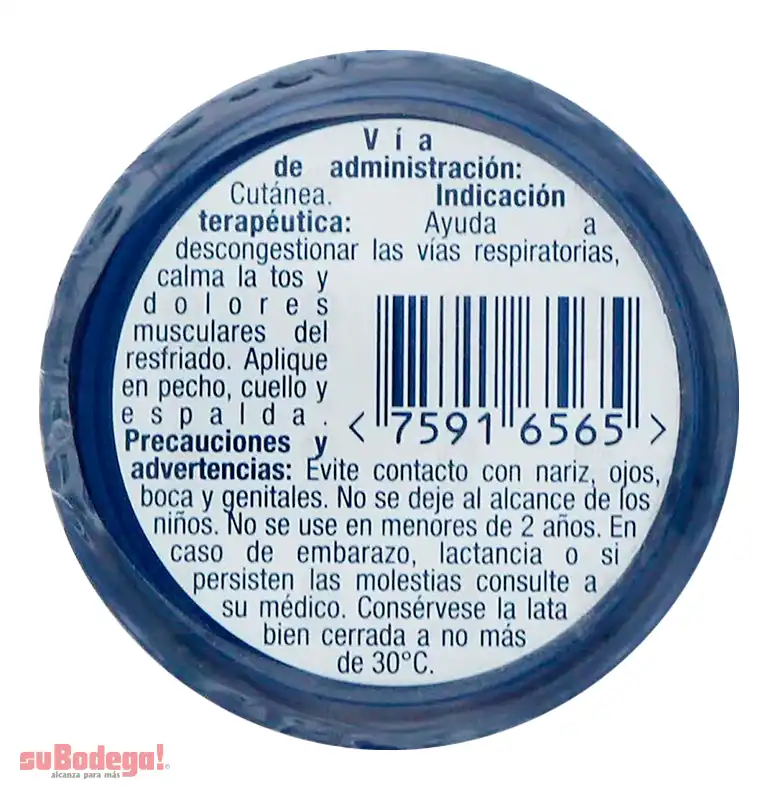 Vía
de administración:
Cutánea. Indicación
terapéutica: Ayuda a
descongestionar las vías respiratorias,
calma la tos y
dolores
musculares del
resfriado. Aplique
en pecho, cuello y
espalda.
Precauciones y
advertencias: Evite contacto con nariz, ojos,
boca y genitales. No se deje al alcance de los
niños. No se use en menores de 2 años. En
caso de embarazo, lactancia o si
persisten las molestias consulte a
su médico. Consérvese la lata
bien cerrada a no más
de 30°C.
< 7591 6565 >
suBodega!®
alcanza para más